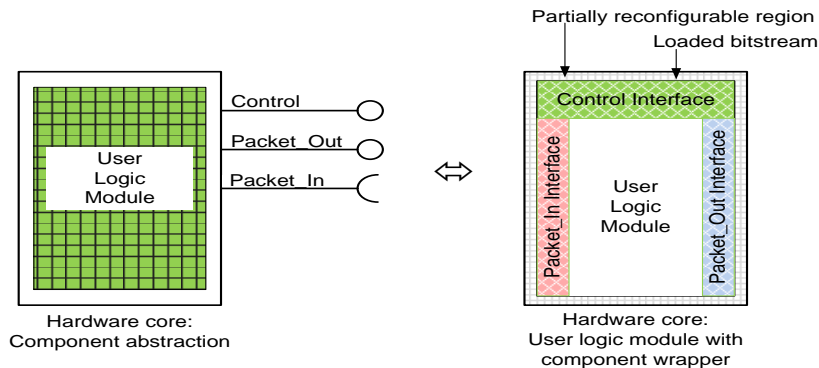 Partially reconfigurable region
Loaded bitstream
Control
Packet_Out
Packet_In
User
Logic
Module
Control Interface
Packet_In Interface
User
Logic
Module
Packet_Out Interface
Hardware core:
Component abstraction
Hardware core:
User logic module with
component wrapper